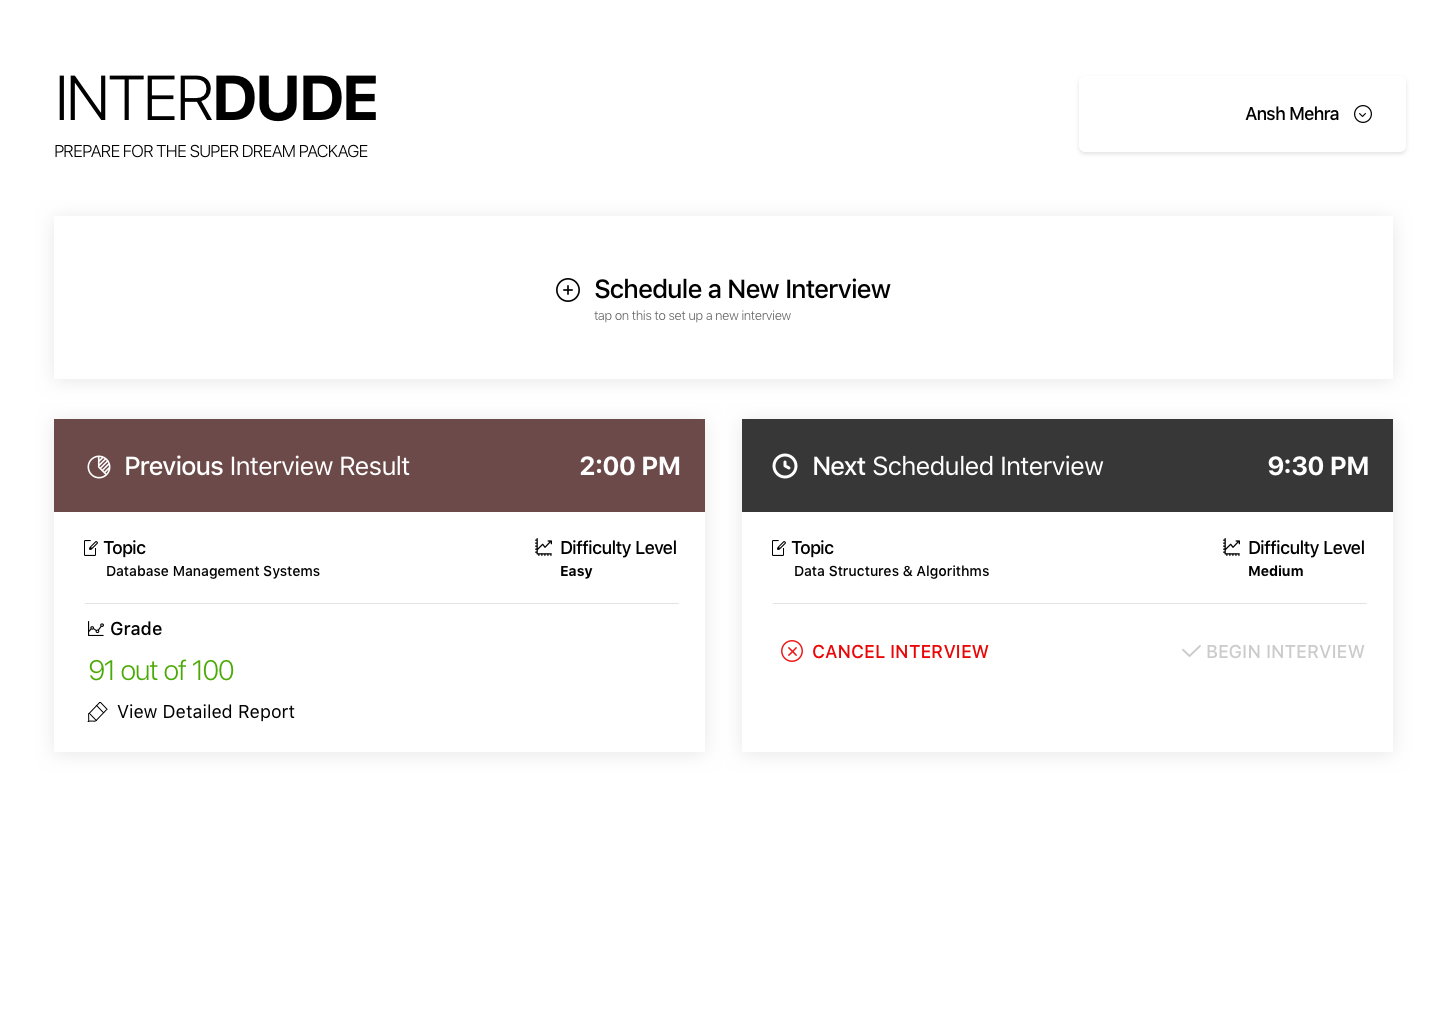 INTERDUDE
PREPARE FOR THE SUPER DREAM PACKAGE
Ansh Mehra
Schedule a New Interview
tap on this to set up a new interview
Previous Interview Result 2:00 PM
Topic
Database Management Systems
Difficulty Level
Easy
Grade
91 out of 100
View Detailed Report
Next Scheduled Interview 9:30 PM
Topic
Data Structures & Algorithms
Difficulty Level
Medium
CANCEL INTERVIEW
BEGIN INTERVIEW